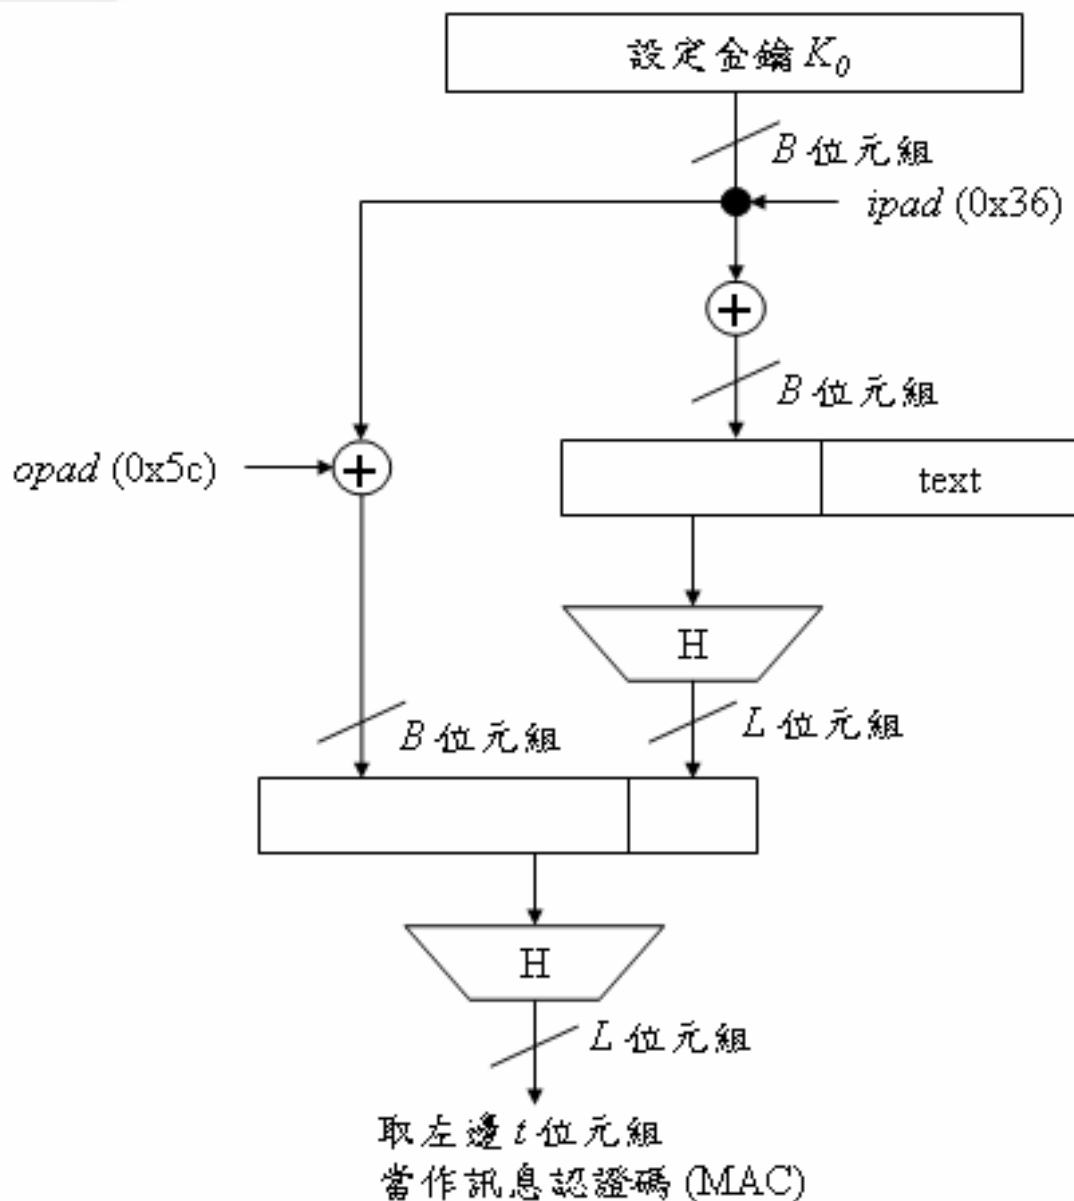 設定金鑰 K0
B 位元組
ipad (0x36)
+
B 位元組
opad (0x5c)
+
text
H
B 位元組
L 位元組
H
L 位元組
取左邊 t 位元組
當作訊息認證碼 (MAC)